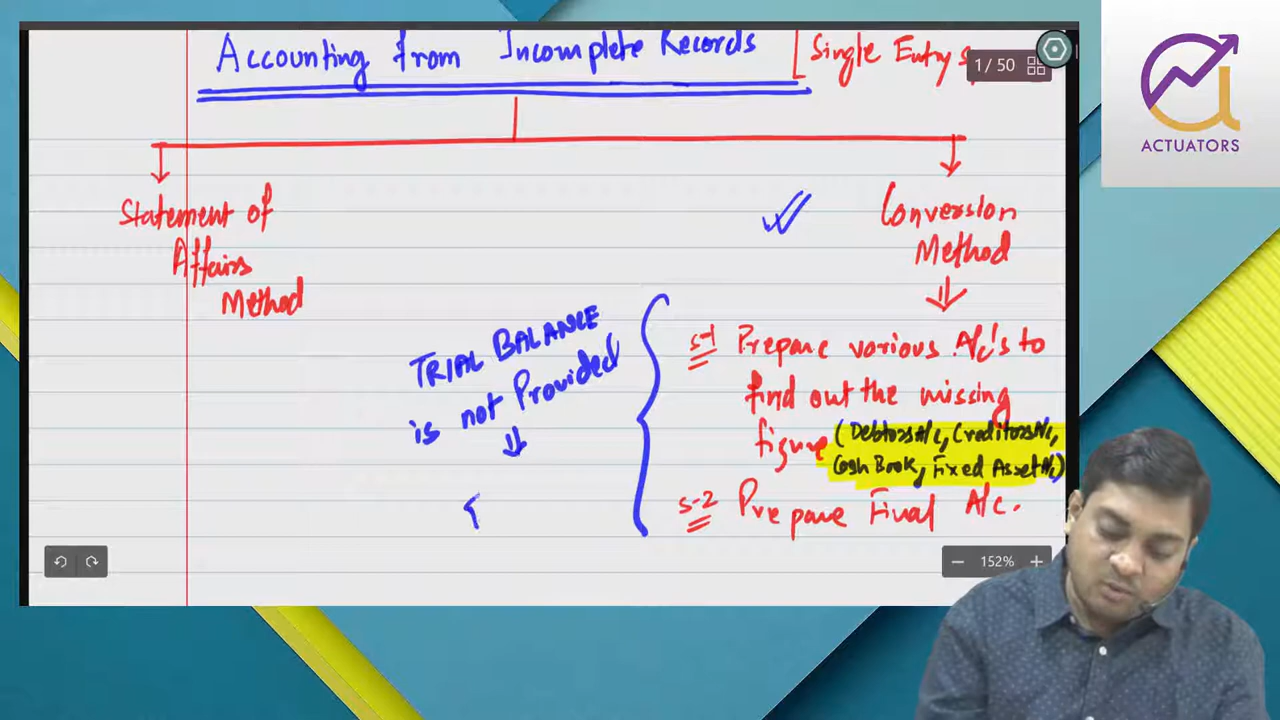 Accounting from Incomplete Records
[Single Entry S
1 / 50
ACTUATORS
Statement of
Affairs
Method
Conversion
Method
TRIAL BALANCE
is not Provided
S-1 Prepare various A/c's to
find out the missing
figure (Debtors A/c, Creditors A/c,
Cash Book, Fixed Asset A/c)
S-2 Prepare Final A/c.
152%